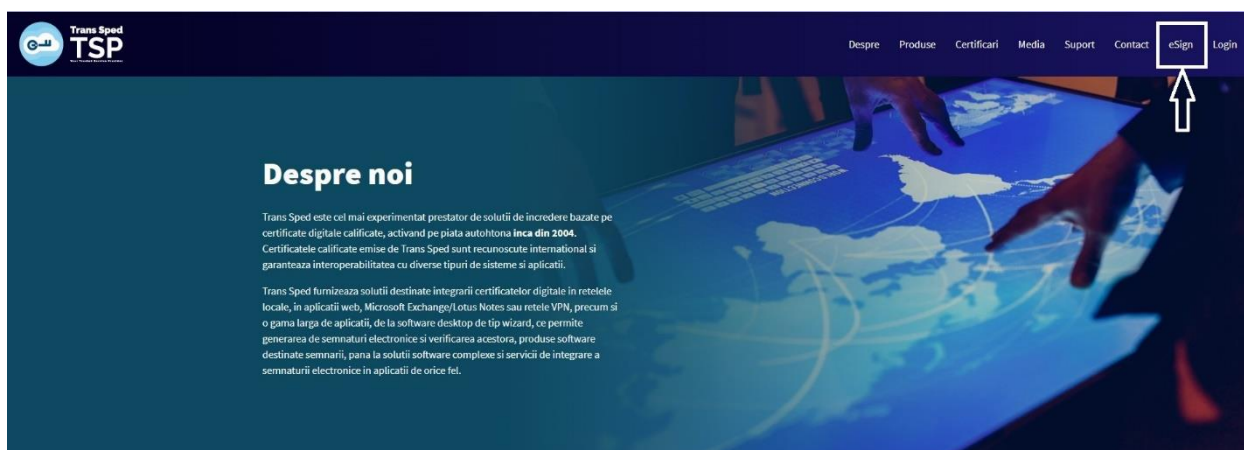 Trans Sped
TSP
Your Trusted Services Provider
Despre Produse Certificari Media Suport Contact eSign Login
Despre noi
Trans Sped este cel mai experimentat prestator de solutii de incredere bazate pe
certificate digitale calificate, activand pe piata autohtona inca din 2004.
Certificatele calificate emise de Trans Sped sunt recunoscute international si
garanteaza interoperabilitatea cu diverse tipuri de sisteme si aplicatii.
Trans Sped furnizeaza solutii destinate integrarii certificatelor digitale in retelele
locale, in aplicatii web, Microsoft Exchange/Lotus Notes sau retele VPN, precum si
o gama larga de aplicatii, de la software desktop de tip wizard, ce permite
generarea de semnaturi electronice si verificarea acestora, produse software
destinate semnarii, pana la solutii software complexe si servicii de integrare a
semnaturii electronice in aplicatii de orice fel.